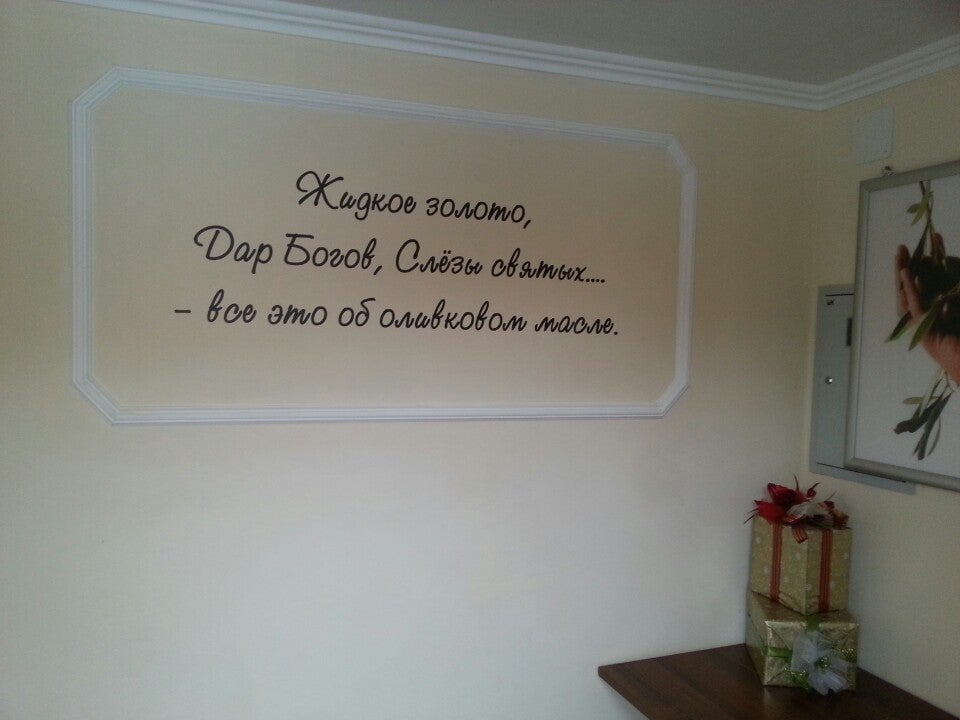 Жидкое золото,
Дар Богов, Слёзы святых....
- все это об оливковом масле.